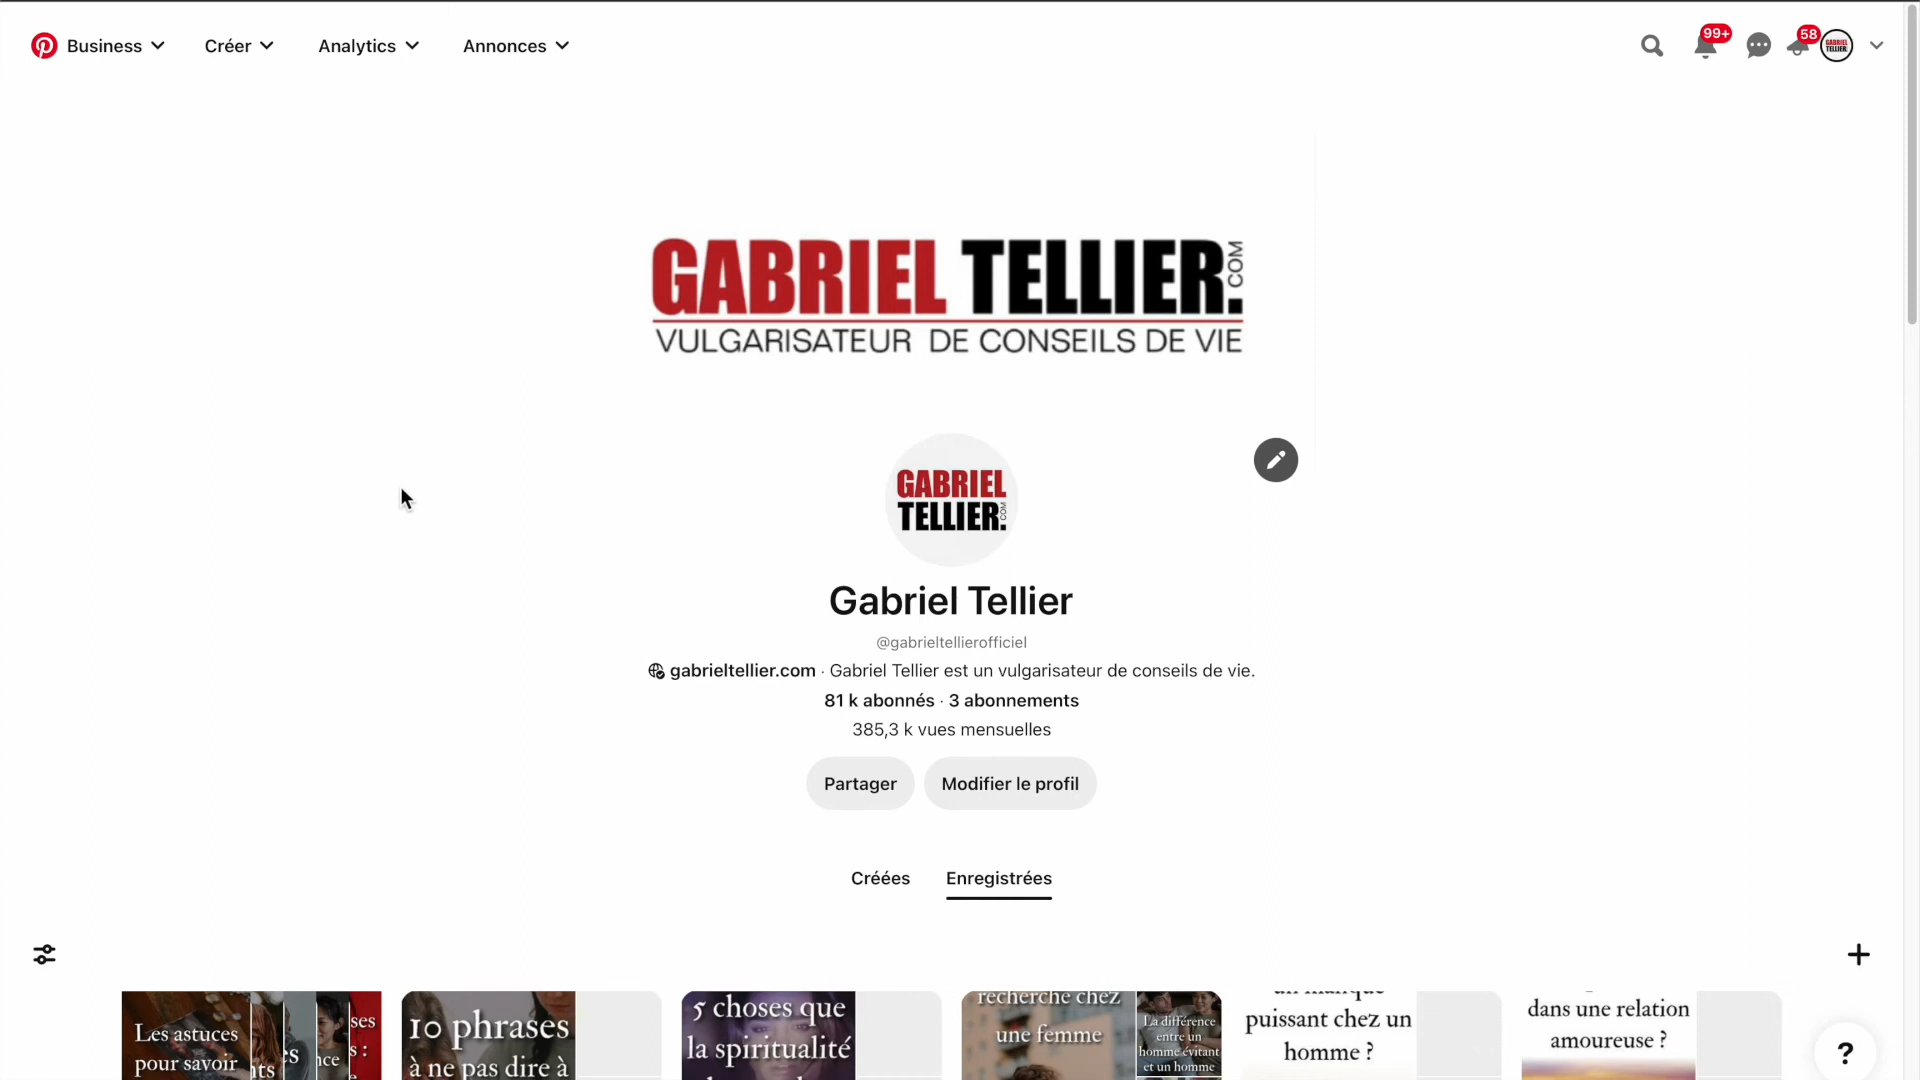 Business
Créer
Analytics
Annonces
99+
58
GABRIEL TELLIER.COM
VULGARISATEUR DE CONSEILS DE VIE
GABRIEL
TELLIER.COM
Gabriel Tellier
@gabrieltellierofficiel
gabrieltellier.com · Gabriel Tellier est un vulgarisateur de conseils de vie.
81 k abonnés · 3 abonnements
385,3 k vues mensuelles
Partager
Modifier le profil
Créées
Enregistrées
Les astuces
pour savoir
10 phrases
à ne pas dire à
5 choses que
la spiritualité
recherche chez
une femme
La différence
entre un
homme évitant
et un homme
un manque
puissant chez un
homme ?
dans une relation
amoureuse ?
?